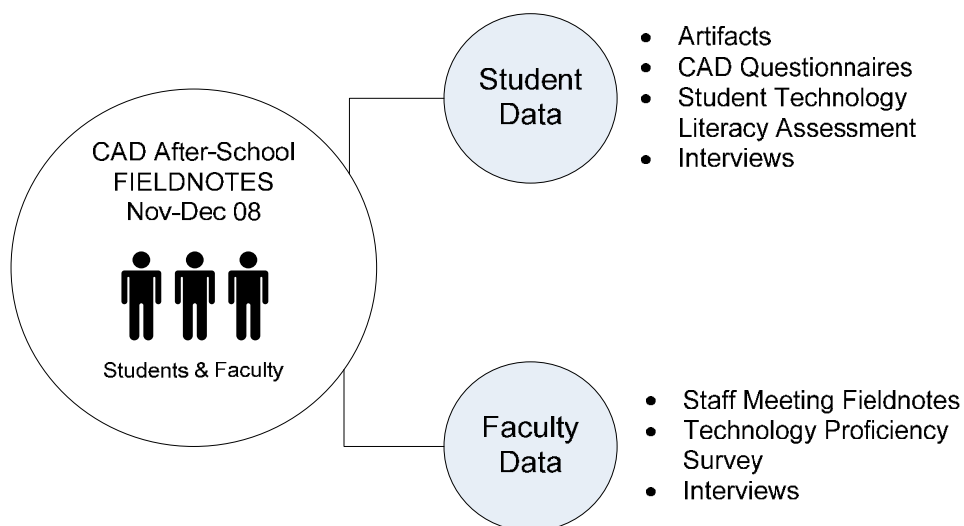 CAD After-School
FIELDNOTES
Nov-Dec 08
Students & Faculty
Student
Data
• Artifacts
• CAD Questionnaires
• Student Technology
Literacy Assessment
• Interviews
Faculty
Data
• Staff Meeting Fieldnotes
• Technology Proficiency
Survey
• Interviews